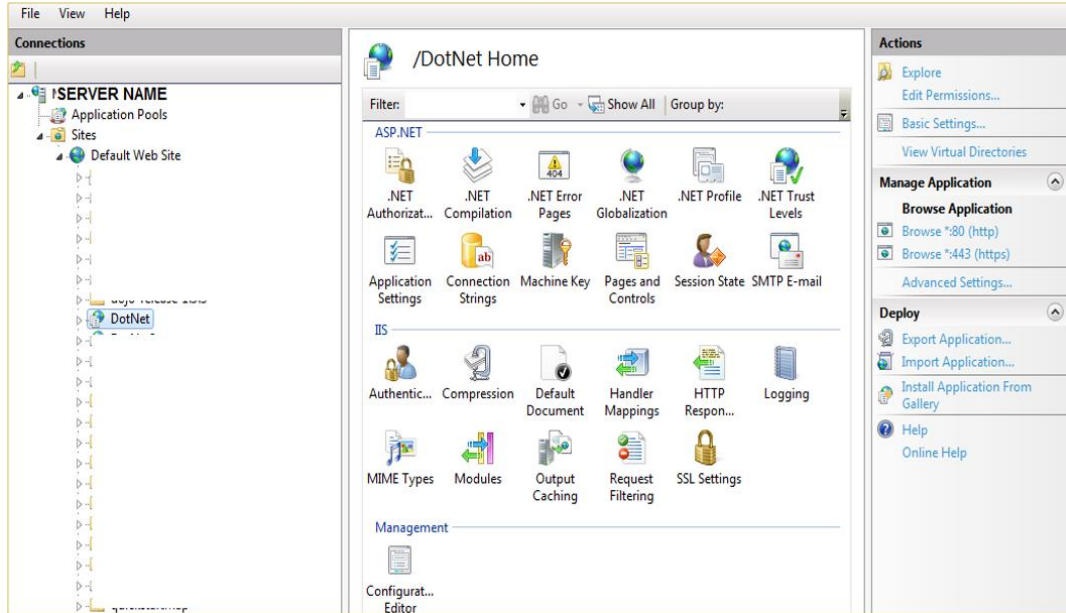 File View Help
Connections
SERVER NAME
Application Pools
Sites
Default Web Site
DotNet
/DotNet Home
Filter: Go Show All Group by:
ASP.NET
.NET Authorizat...
.NET Compilation
.NET Error Pages
.NET Globalization
.NET Profile
.NET Trust Levels
Application Settings
Connection Strings
Machine Key
Pages and Controls
Session State
SMTP E-mail
IIS
Authentic...
Compression
Default Document
Handler Mappings
HTTP Respon...
Logging
MIME Types
Modules
Output Caching
Request Filtering
SSL Settings
Management
Configurat... Editor
Actions
Explore
Edit Permissions...
Basic Settings...
View Virtual Directories
Manage Application
Browse Application
Browse *:80 (http)
Browse *:443 (https)
Advanced Settings...
Deploy
Export Application...
Import Application...
Install Application From
Gallery
Help
Online Help